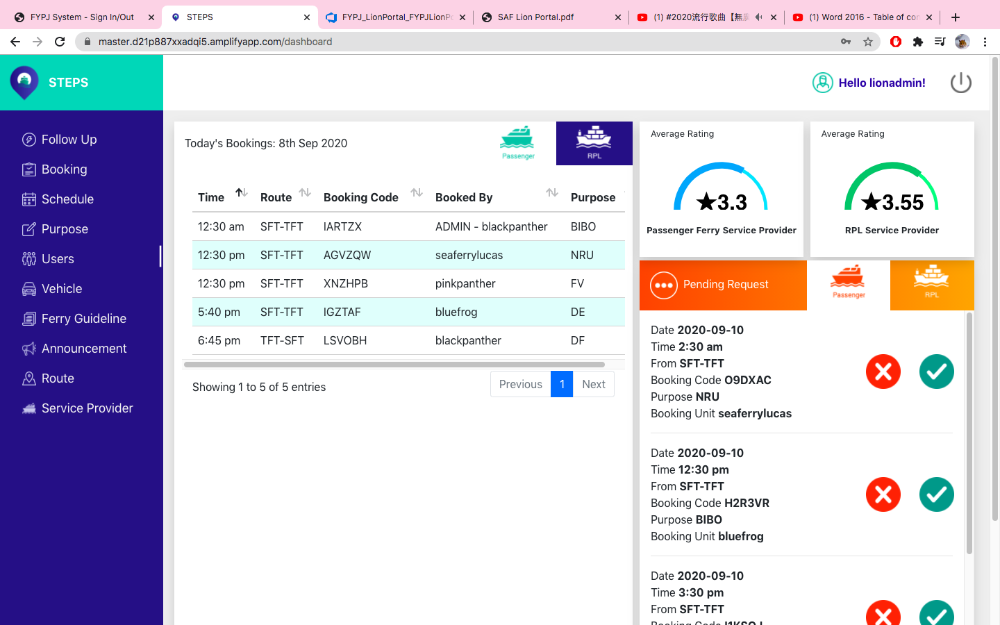 FYPJ System - Sign In/Out
STEPS
FYPJ_LionPortal_FYPJLionPo
SAF Lion Portal.pdf
(1) #2020流行歌曲【無
(1) Word 2016 - Table of con
master.d21p887xxadqi5.amplifyapp.com/dashboard
STEPS
Hello lionadmin!
Follow Up
Booking
Schedule
Purpose
Users
Vehicle
Ferry Guideline
Announcement
Route
Service Provider
Today's Bookings: 8th Sep 2020
Passenger
RPL
Time Route Booking Code Booked By Purpose
12:30 am SFT-TFT IARTZX ADMIN - blackpanther BIBO
12:30 pm SFT-TFT AGVZQW seaferrylucas NRU
12:30 pm SFT-TFT XNZHPB pinkpanther FV
5:40 pm SFT-TFT IGZTAF bluefrog DE
6:45 pm TFT-SFT LSVOBH blackpanther DF
Showing 1 to 5 of 5 entries
Previous 1 Next
Average Rating
★3.3
Passenger Ferry Service Provider
Average Rating
★3.55
RPL Service Provider
Pending Request
Passenger
RPL
Date 2020-09-10
Time 2:30 am
From SFT-TFT
Booking Code O9DXAC
Purpose NRU
Booking Unit seaferrylucas
Date 2020-09-10
Time 12:30 pm
From SFT-TFT
Booking Code H2R3VR
Purpose BIBO
Booking Unit bluefrog
Date 2020-09-10
Time 3:30 pm
From SFT-TFT
Booking Code